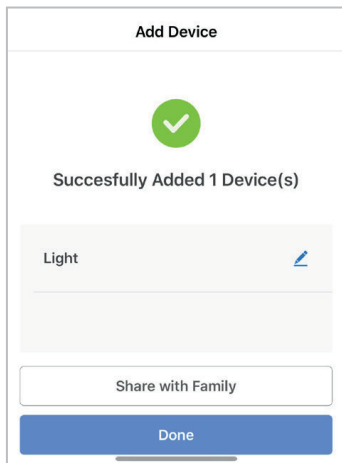 Add Device
Succesfully Added 1 Device(s)
Light
Share with Family
Done